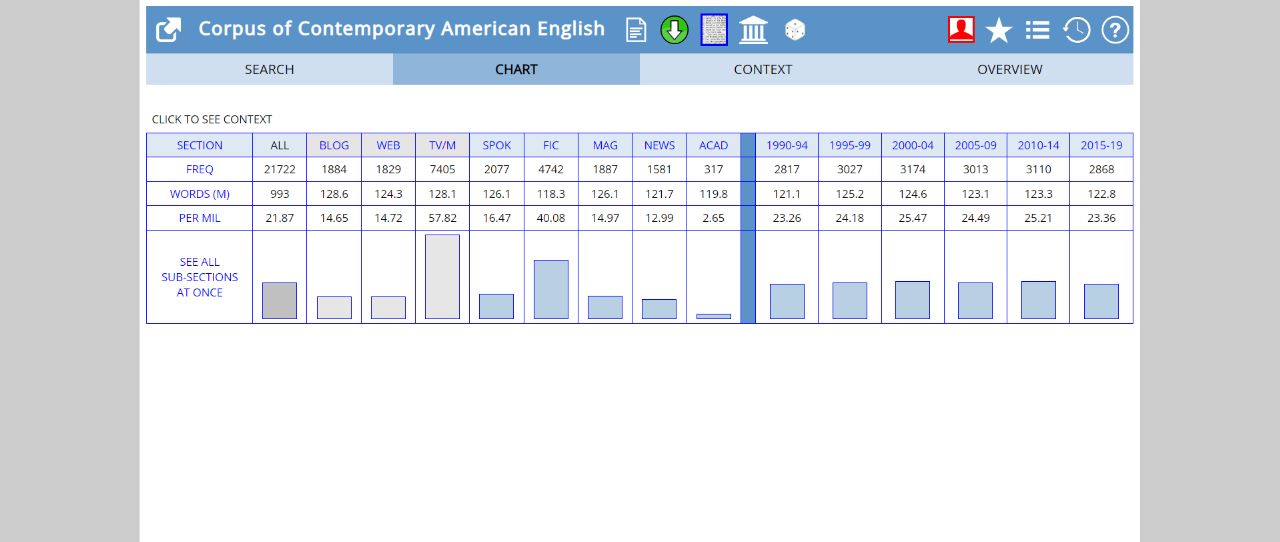 Corpus of Contemporary American English
SEARCH CHART CONTEXT OVERVIEW
CLICK TO SEE CONTEXT
SECTION ALL BLOG WEB TV/M SPOK FIC MAG NEWS ACAD 1990-94 1995-99 2000-04 2005-09 2010-14 2015-19
FREQ 21722 1884 1829 7405 2077 4742 1887 1581 317 2817 3027 3174 3013 3110 2868
WORDS (M) 993 128.6 124.3 128.1 126.1 118.3 126.1 121.7 119.8 121.1 125.2 124.6 123.1 123.3 122.8
PER MIL 21.87 14.65 14.72 57.82 16.47 40.08 14.97 12.99 2.65 23.26 24.18 25.47 24.49 25.21 23.36
SEE ALL
SUB-SECTIONS
AT ONCE